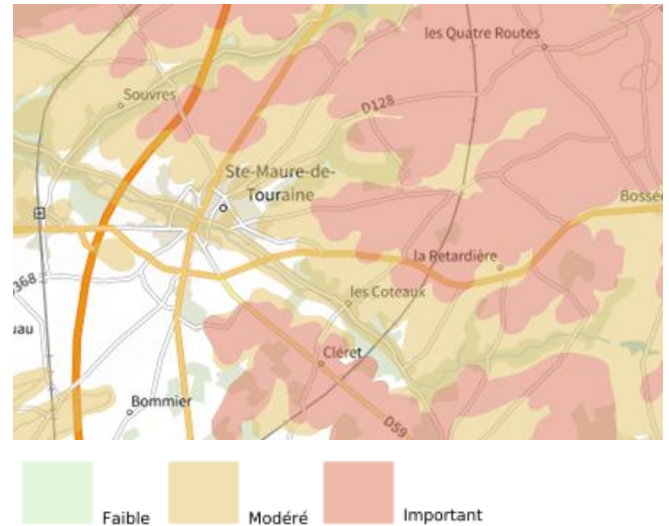 les Quatre Routes
Souvres
D128
Ste-Maure-de-
Touraine
Bossée
la Retardière
368
les Coteaux
uau
Cléret
Bommier
D59
Faible
Modéré
Important